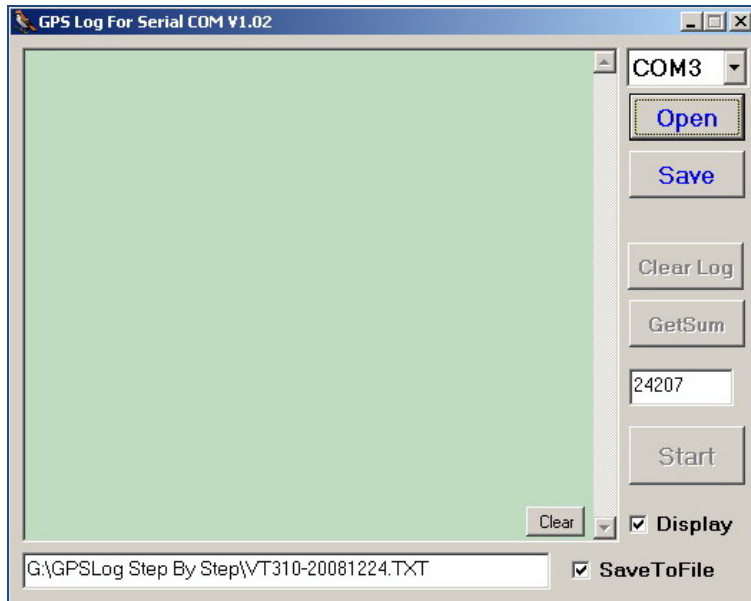 GPS Log For Serial COM V1.02
COM3
Open
Save
Clear Log
GetSum
24207
Start
Clear
Display
G:\GPSLog Step By Step\VT310-20081224.TXT
SaveToFile